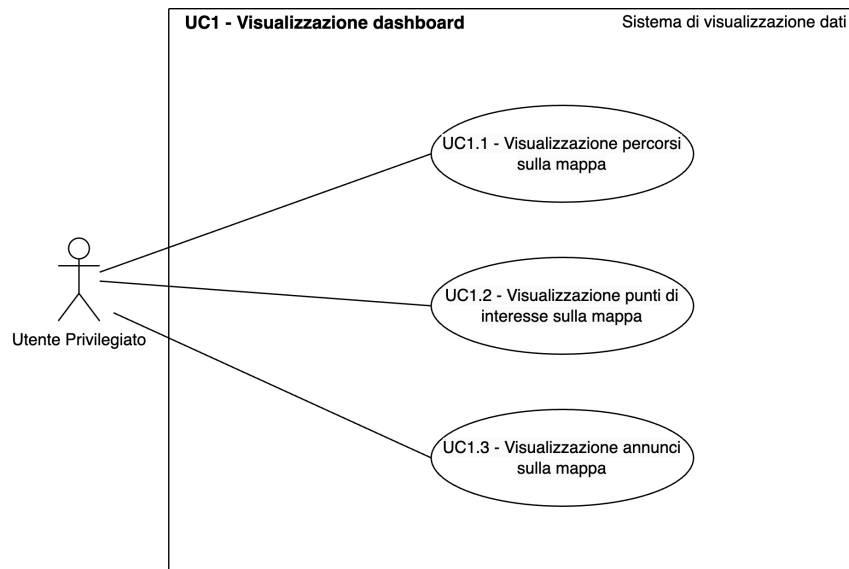 UC1 - Visualizzazione dashboard
Sistema di visualizzazione dati
UC1.1 - Visualizzazione percorsi
sulla mappa
UC1.2 - Visualizzazione punti di
interesse sulla mappa
Utente Privilegiato
UC1.3 - Visualizzazione annunci
sulla mappa